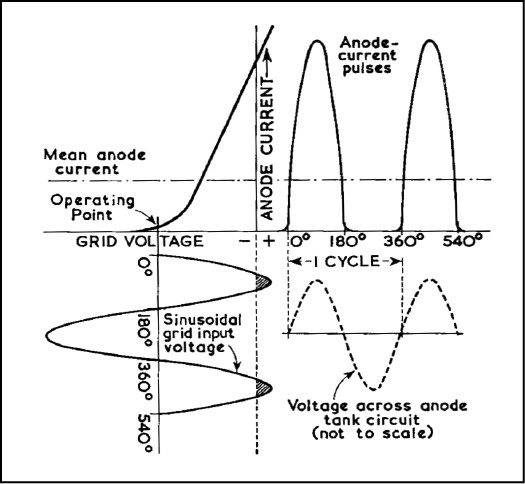 Anode-
current
pulses
ANODE CURRENT
Mean anode
current
Operating
Point
GRID VOLTAGE - + 0° 180° 360° 540°
1 CYCLE
0°
180°
360°
540°
Sinusoidal
grid input
voltage
Voltage across anode
tank circuit
(not to scale)